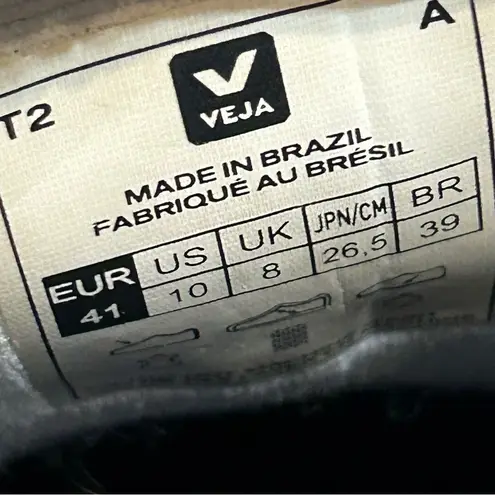 T2
A
V
VEJA
MADE IN BRAZIL
FABRIQUÉ AU BRÉSIL
EUR US UK JPN/CM BR
41 10 8 26,5 39